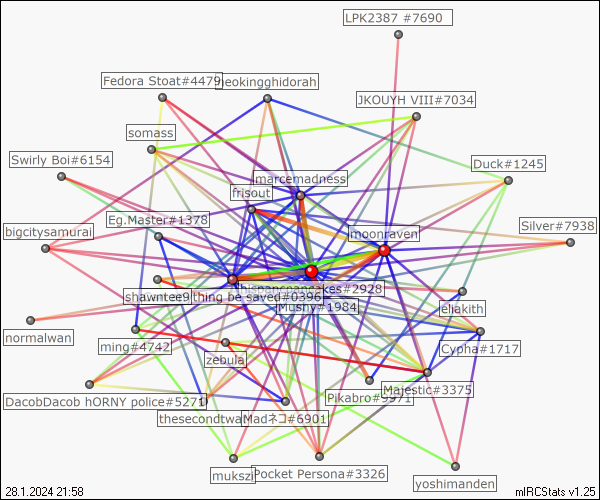 LPK2387 #7690
Fedora Stoat#4479
neokingghidorah
JKOUYH VIII#7034
somass
Swirly Boi#6154
marcemadness
Duck#1245
frisout
Eg.Master#1378
bigcitysamurai
moonraven
Silver#7938
shawntee9
thing be saved#0396
#2928
Mushy#1984
eliakith
normalwan
ming#4742
zebula
Cypha#1717
DacobDacob hORNY police#5271
Pikabro#9971
Majestic#3375
thesecondtwa
Madネコ#6901
mukszi
Pocket Persona#3326
yoshimanden
28.1.2024 21:58
mIRCStats v1.25